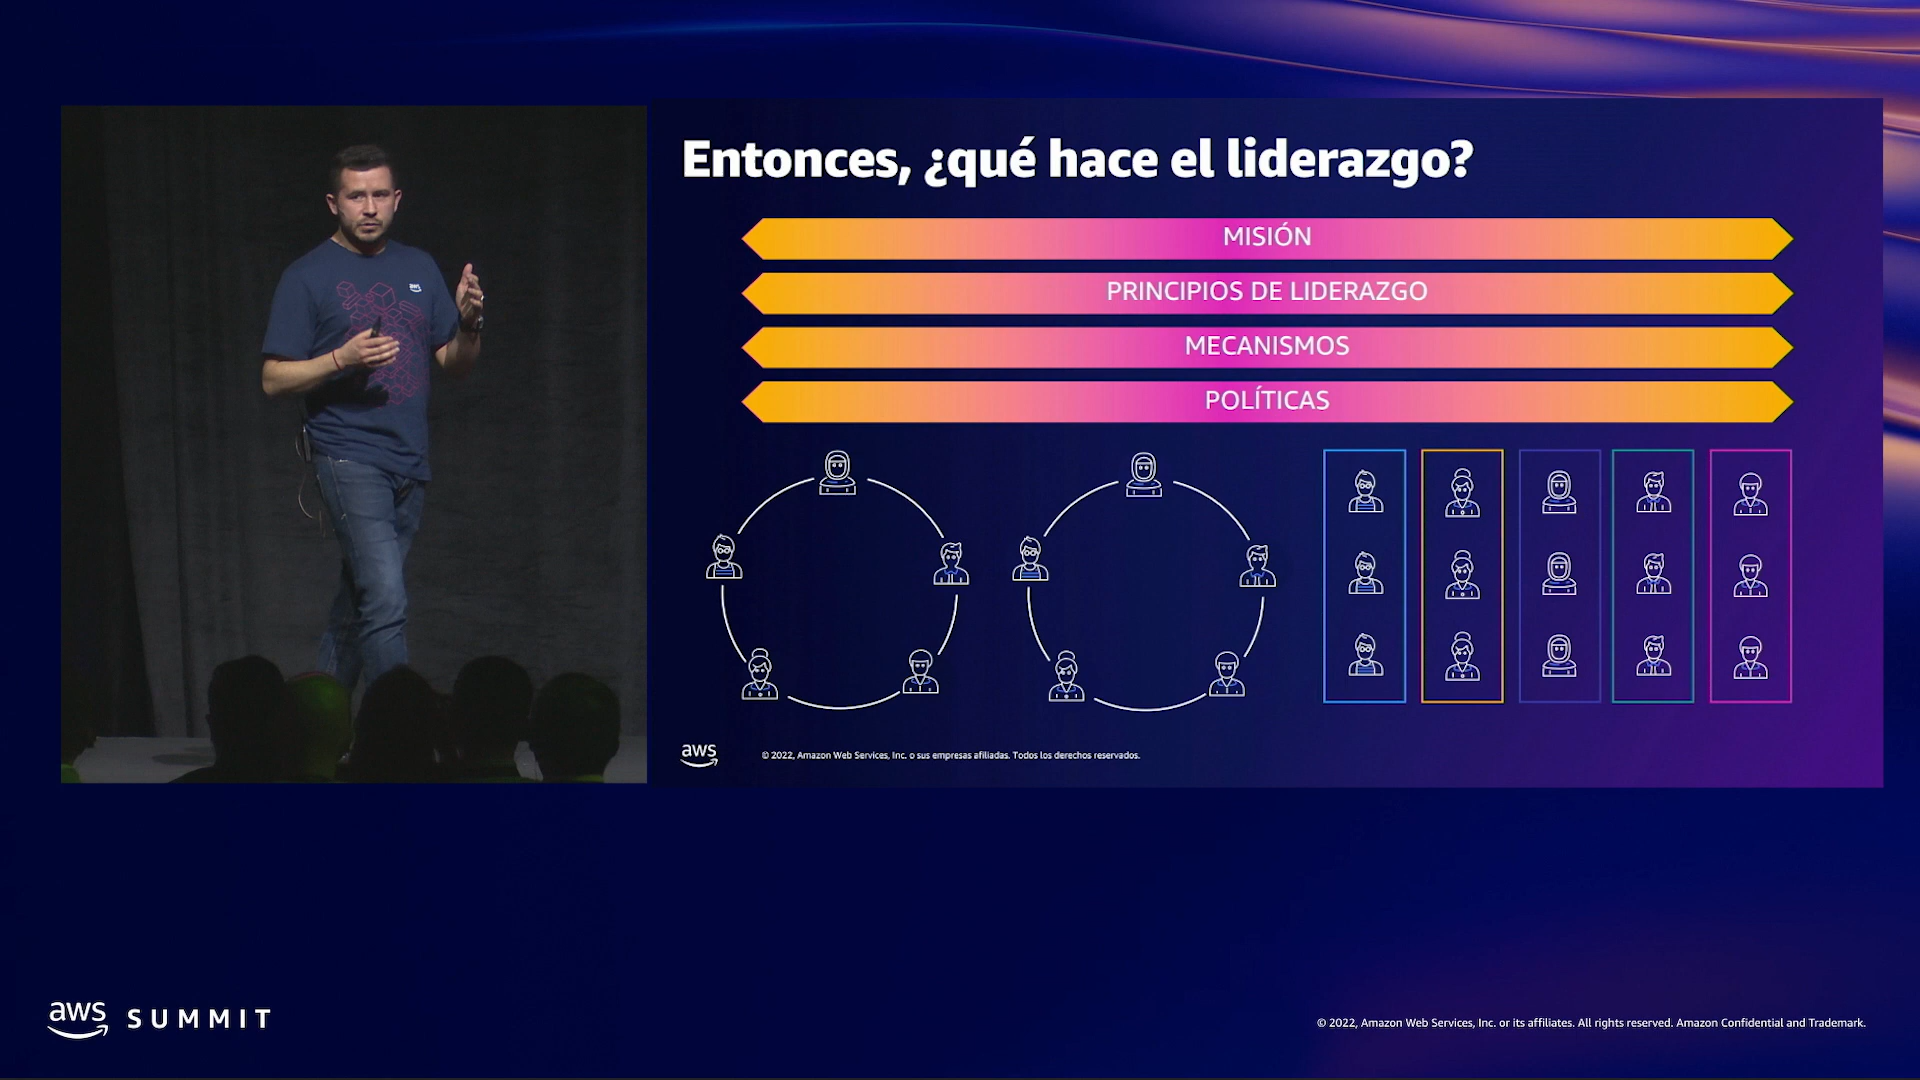 Entonces, ¿qué hace el liderazgo?
MISIÓN
PRINCIPIOS DE LIDERAZGO
MECANISMOS
POLÍTICAS
aws
aws
© 2022, Amazon Web Services, Inc. o sus empresas afiliadas. Todos los derechos reservados.
aws SUMMIT
© 2022, Amazon Web Services, Inc. or its affiliates. All rights reserved. Amazon Confidential and Trademark.